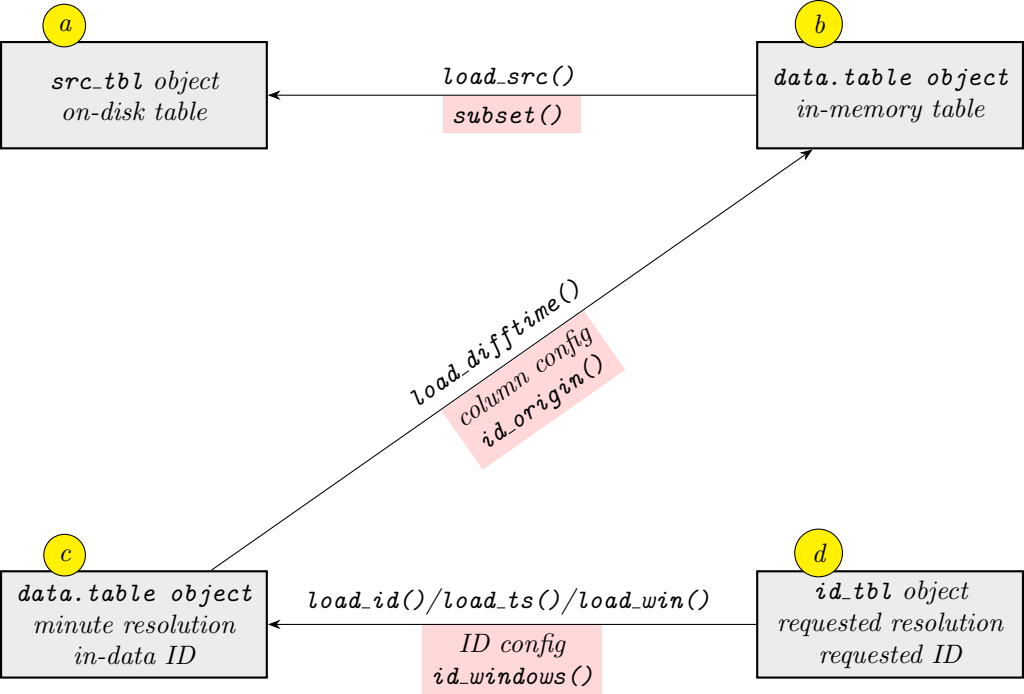 a
b
src_tbl object
on-disk table
load_src()
subset()
data.table object
in-memory table
load_difftime()
column config
id_origin()
c
d
data.table object
minute resolution
in-data ID
load_id()/load_ts()/load_win()
ID config
id_windows()
id_tbl object
requested resolution
requested ID